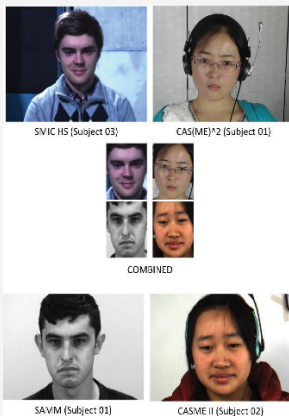 SMIC HS (Subject 03)
CAS(ME)^2 (Subject 01)
COMBINED
SAMM (Subject 01)
CASME II (Subject 02)